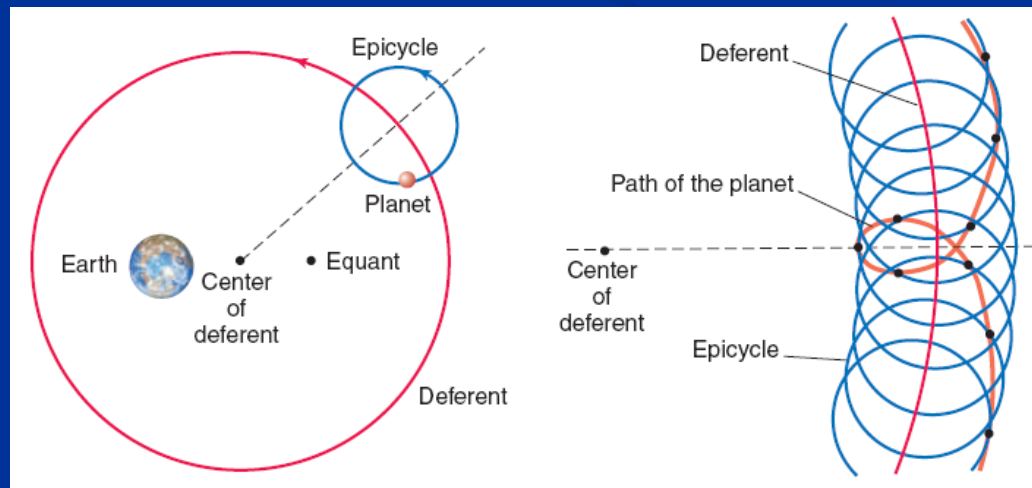 Epicycle
Planet
Earth
Center
of
deferent
Equant
Deferent
Deferent
Path of the planet
Center
of
deferent
Epicycle